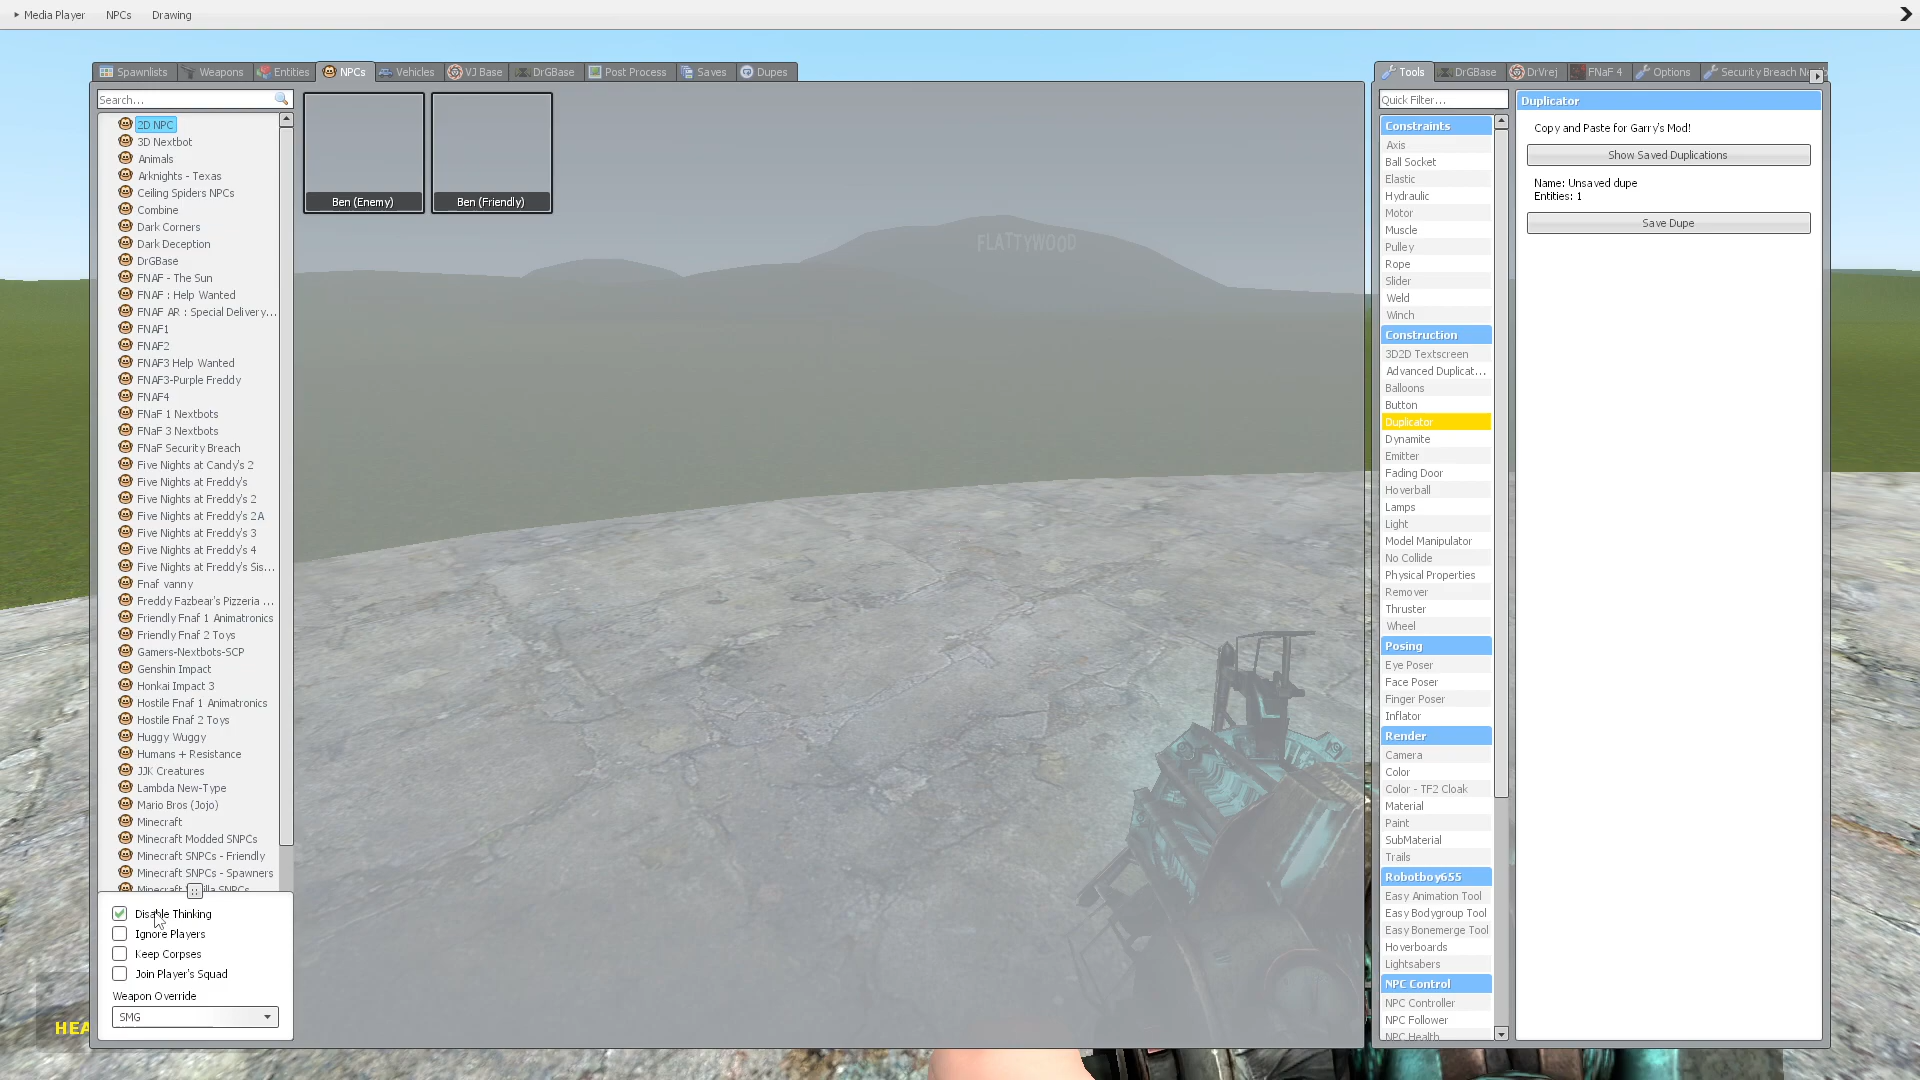 Media Player NPCs Drawing
Spawnlists Weapons Entities NPCs Vehicles VJ Base DrGBase Post Process Saves Dupes
Search...
2D NPC
3D Nextbot
Animals
Arknights - Texas
Ceiling Spiders NPCs
Combine
Dark Corners
Dark Deception
DrGBase
FNAF - The Sun
FNAF : Help Wanted
FNAF AR : Special Delivery...
FNAF1
FNAF2
FNAF3 Help Wanted
FNAF3-Purple Freddy
FNAF4
FNaF 1 Nextbots
FNaF 3 Nextbots
FNaF Security Breach
Five Nights at Candy's 2
Five Nights at Freddy's
Five Nights at Freddy's 2
Five Nights at Freddy's 2A
Five Nights at Freddy's 3
Five Nights at Freddy's 4
Five Nights at Freddy's Sis...
Fnaf vanny
Freddy Fazbear's Pizzeria ...
Friendly Fnaf 1 Animatronics
Friendly Fnaf 2 Toys
Gamers-Nextbots-SCP
Genshin Impact
Honkai Impact 3
Hostile Fnaf 1 Animatronics
Hostile Fnaf 2 Toys
Huggy Wuggy
Humans + Resistance
JJK Creatures
Lambda New-Type
Mario Bros (Jojo)
Minecraft
Minecraft Modded SNPCs
Minecraft SNPCs - Friendly
Minecraft SNPCs - Spawners
Minecraft SNPCs
Disable Thinking
Ignore Players
Keep Corpses
Join Player's Squad
Weapon Override
SMG
HEA
Ben (Enemy) Ben (Friendly)
FLATTYWOOD
Tools DrGBase DrVrej FNaF 4 Options Security Breach
Quick Filter...
Constraints
Axis
Ball Socket
Elastic
Hydraulic
Motor
Muscle
Pulley
Rope
Slider
Weld
Winch
Construction
3D2D Textscreen
Advanced Duplicat...
Balloons
Button
Duplicator
Dynamite
Emitter
Fading Door
Hoverball
Lamps
Light
Model Manipulator
No Collide
Physical Properties
Remover
Thruster
Wheel
Posing
Eye Poser
Face Poser
Finger Poser
Inflator
Render
Camera
Color
Color - TF2 Cloak
Material
Paint
SubMaterial
Trails
Robotboy655
Easy Animation Tool
Easy Bodygroup Tool
Easy Bonemerge Tool
Hoverboards
Lightsabers
NPC Control
NPC Controller
NPC Follower
NPC Health
Duplicator
Copy and Paste for Garry's Mod!
Show Saved Duplications
Name: Unsaved dupe
Entities: 1
Save Dupe